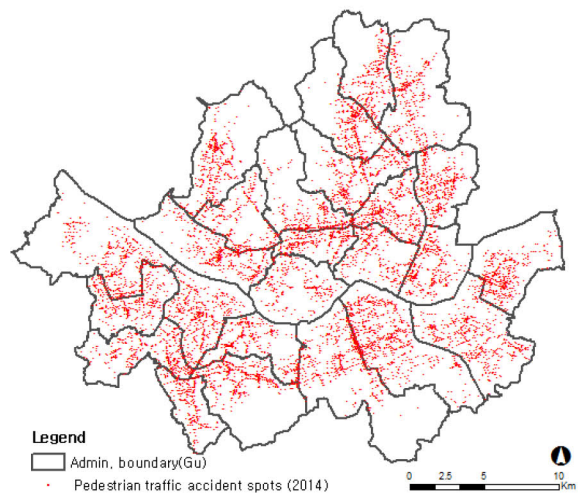 Legend
Admin, boundary(Gu)
Pedestrian traffic accident spots (2014)
0 2.5 5 10
Km